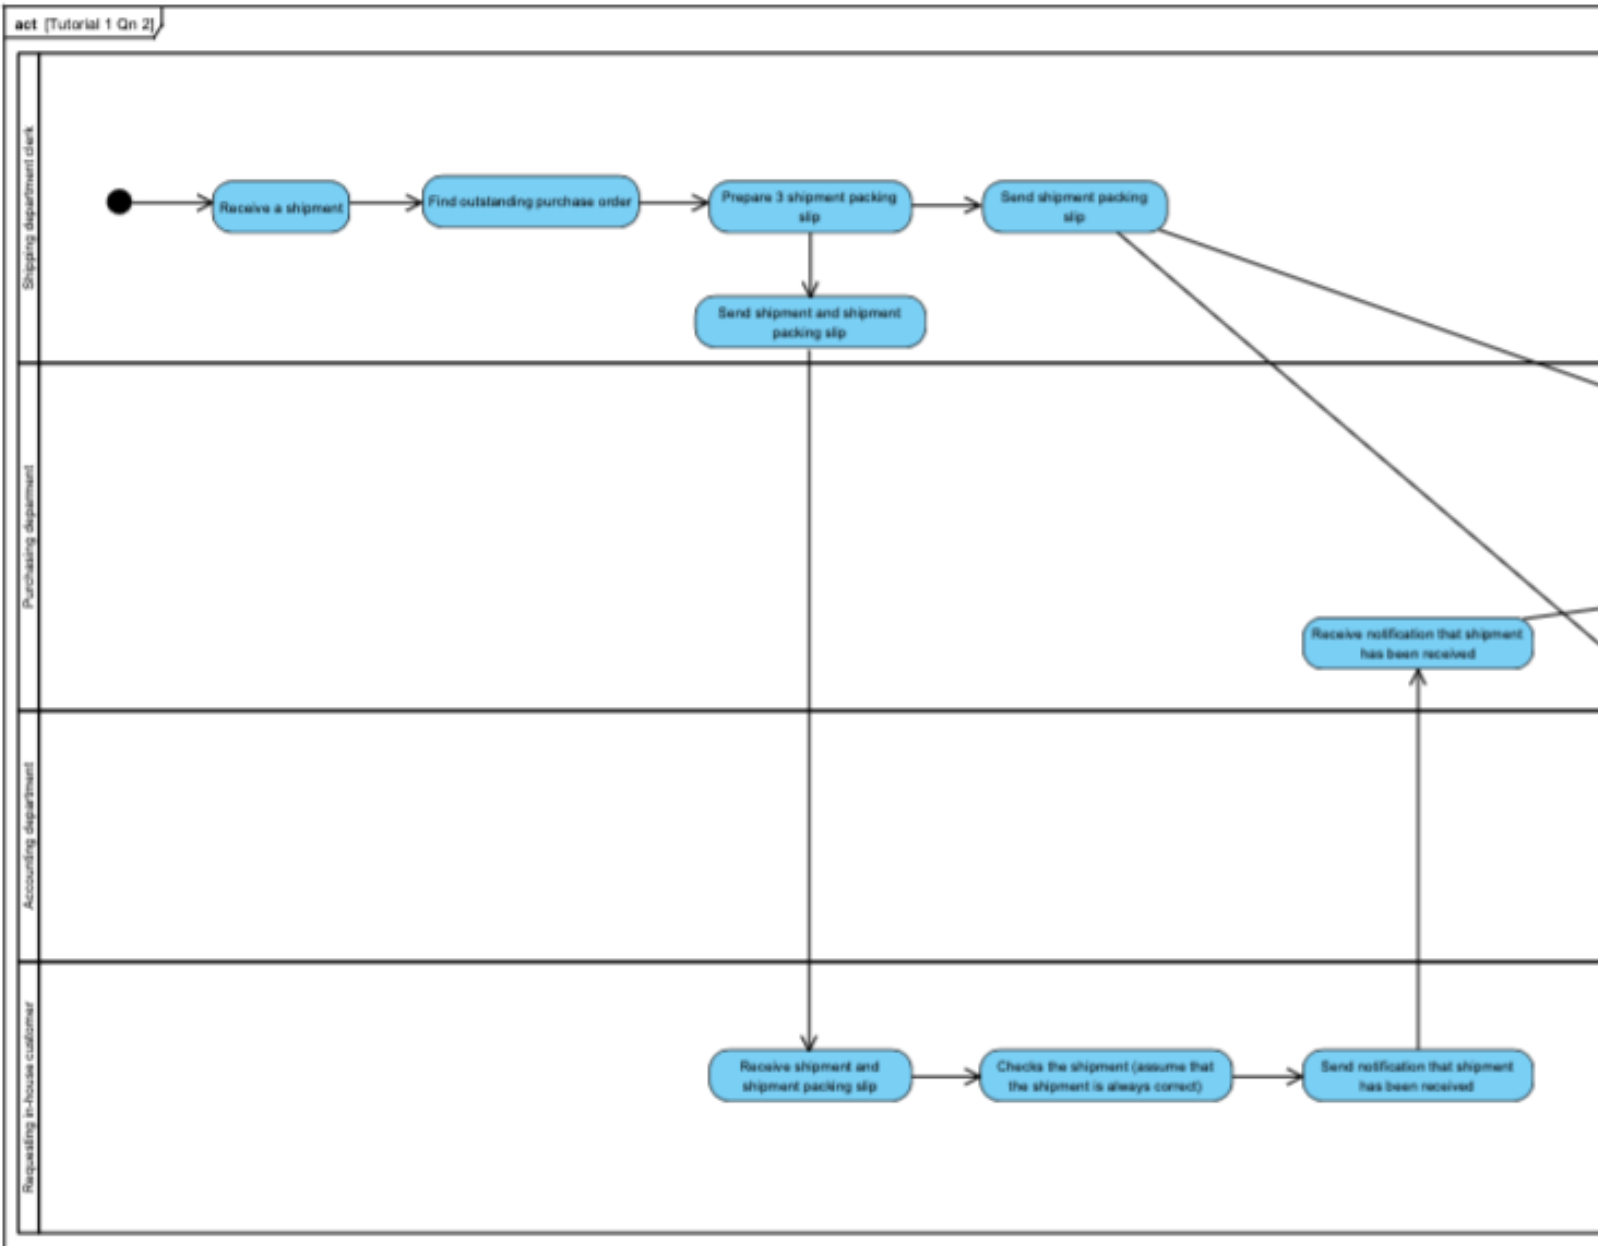 act [Tutorial 1 Qn 2]
Shipping department clerk
Receive a shipment
Find outstanding purchase order
Prepare 3 shipment packing
slip
Send shipment packing
slip
Send shipment and shipment
packing slip
Purchasing deparment
Receive notification that shipment
has been received
Accounting department
Requesting in-house customer
Receive shipment and
shipment packing slip
Checks the shipment (assume that
the shipment is always correct)
Send notification that shipment
has been received